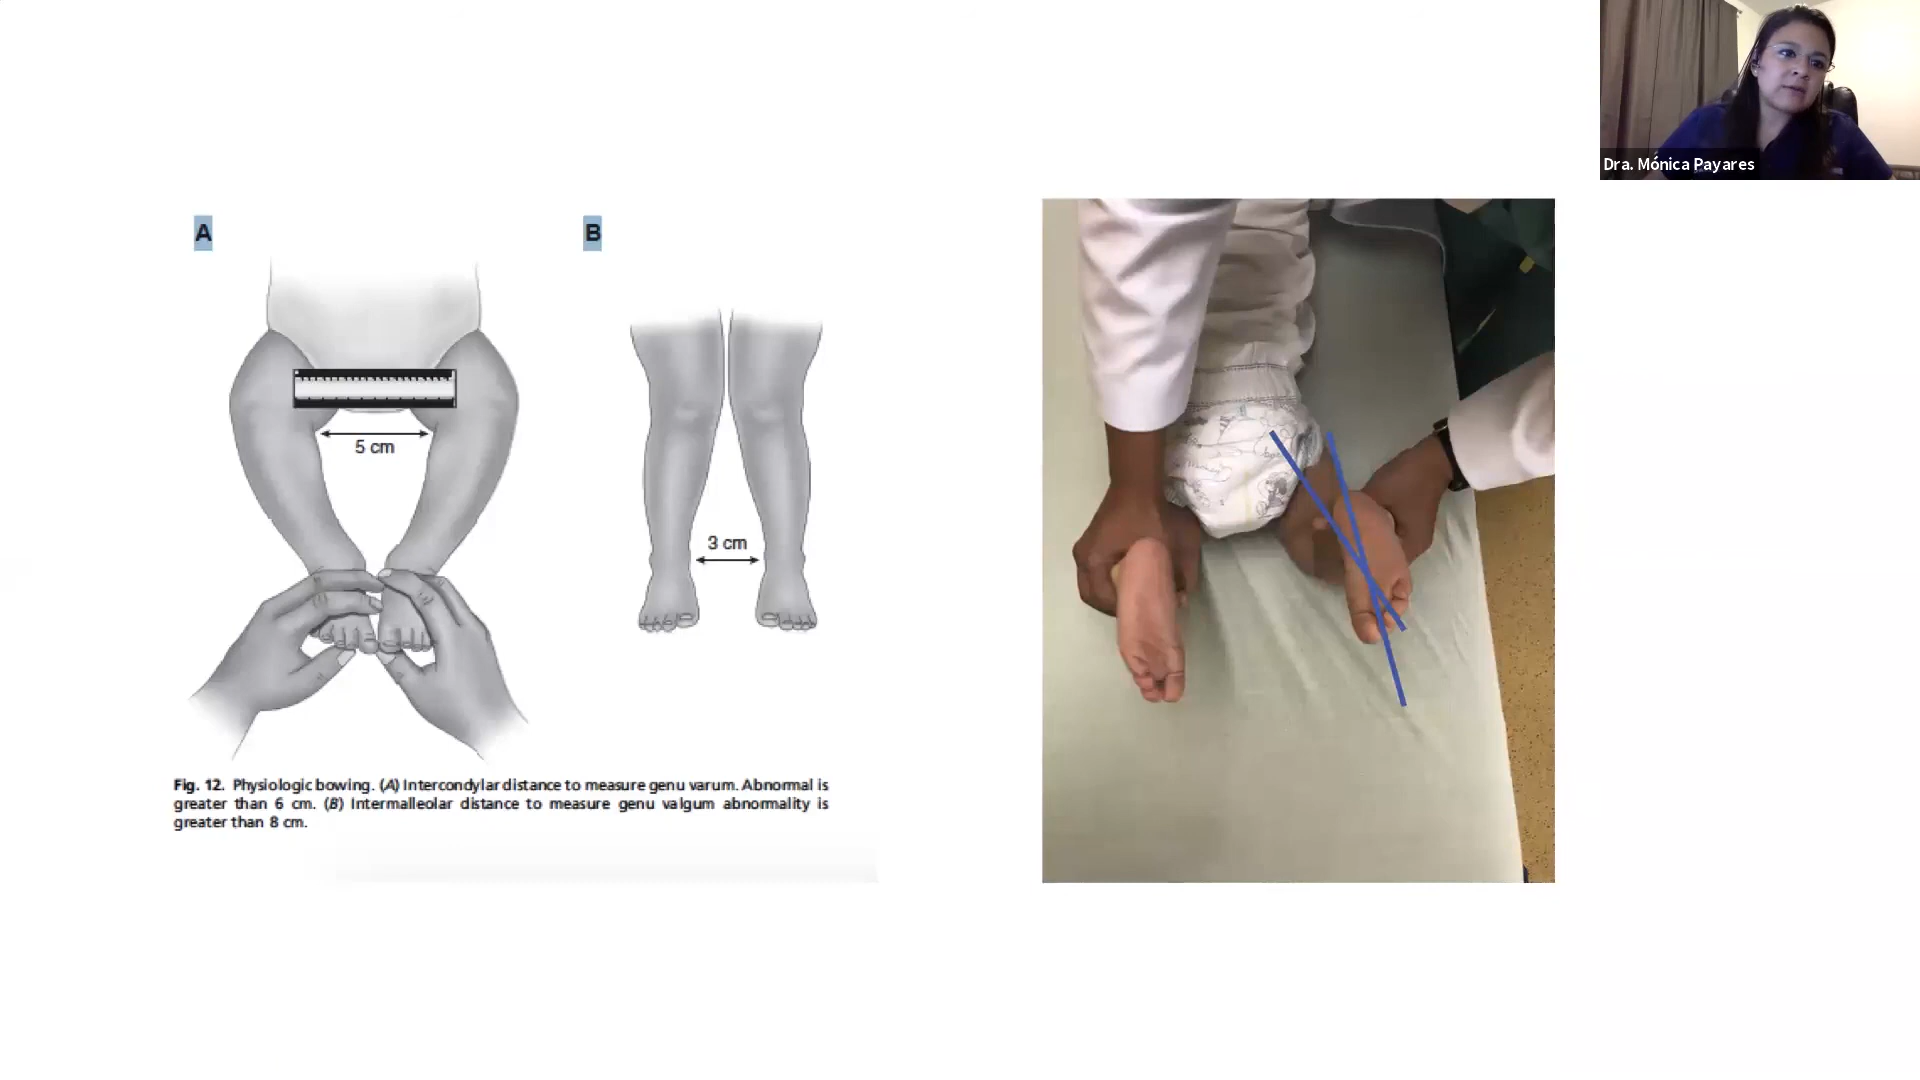 Dra. Mónica Payares
A
B
5 cm
3 cm
Fig. 12. Physiologic bowing. (A) Intercondylar distance to measure genu varum. Abnormal is
greater than 6 cm. (B) Intermalleolar distance to measure genu valgum abnormality is
greater than 8 cm.